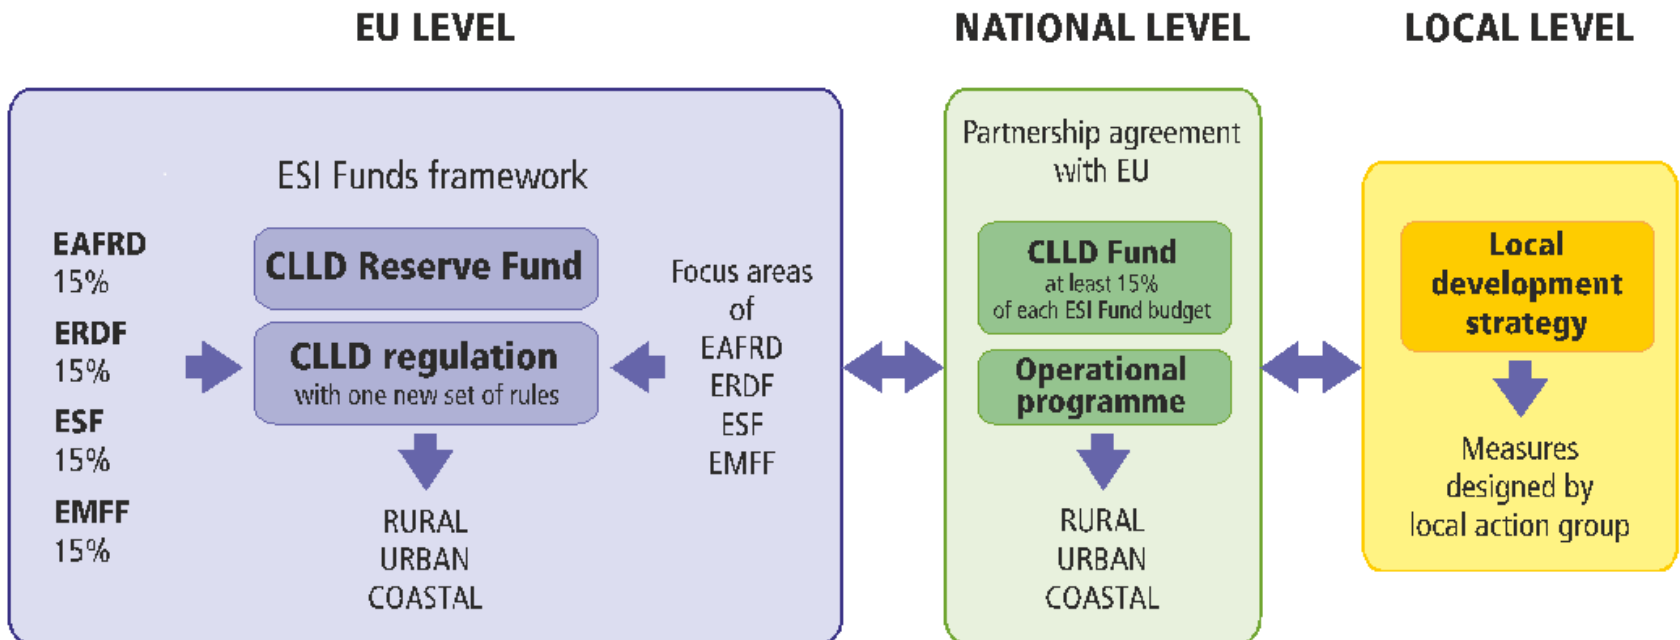 EU LEVEL
NATIONAL LEVEL
LOCAL LEVEL
ESI Funds framework
EAFRD
15%
ERDF
15%
ESF
15%
EMFF
15%
CLLD Reserve Fund
CLLD regulation
with one new set of rules
RURAL
URBAN
COASTAL
Focus areas
of
EAFRD
ERDF
ESF
EMFF
Partnership agreement
with EU
CLLD Fund
at least 15%
of each ESI Fund budget
Operational
programme
RURAL
URBAN
COASTAL
Local
development
strategy
Measures
designed by
local action group